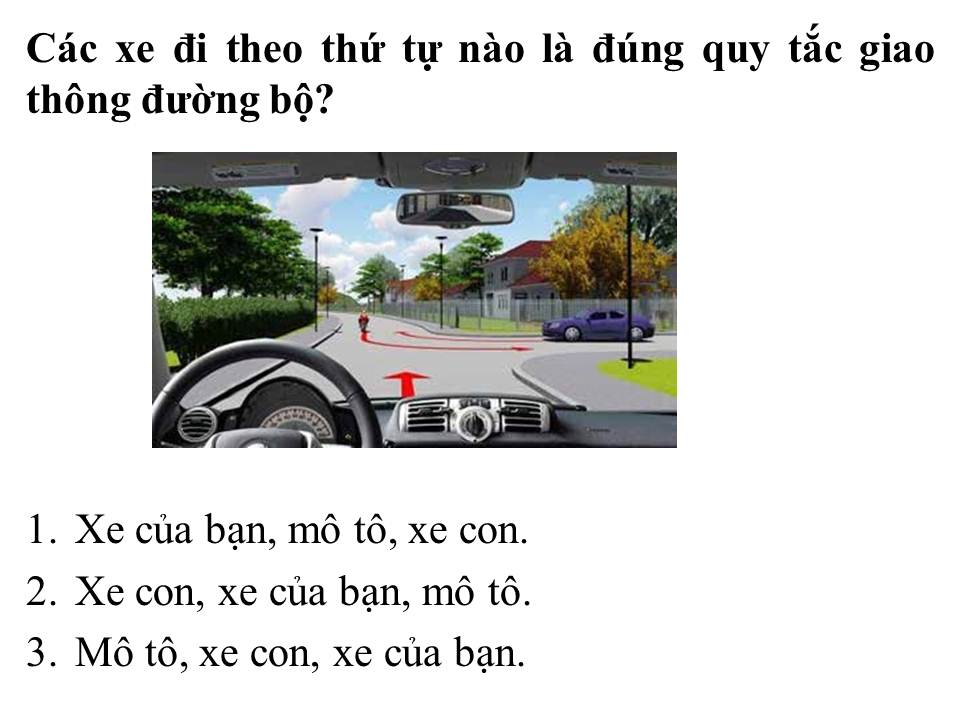 Các xe đi theo thứ tự nào là đúng quy tắc giao
thông đường bộ?
1. Xe của bạn, mô tô, xe con.
2. Xe con, xe của bạn, mô tô.
3. Mô tô, xe con, xe của bạn.